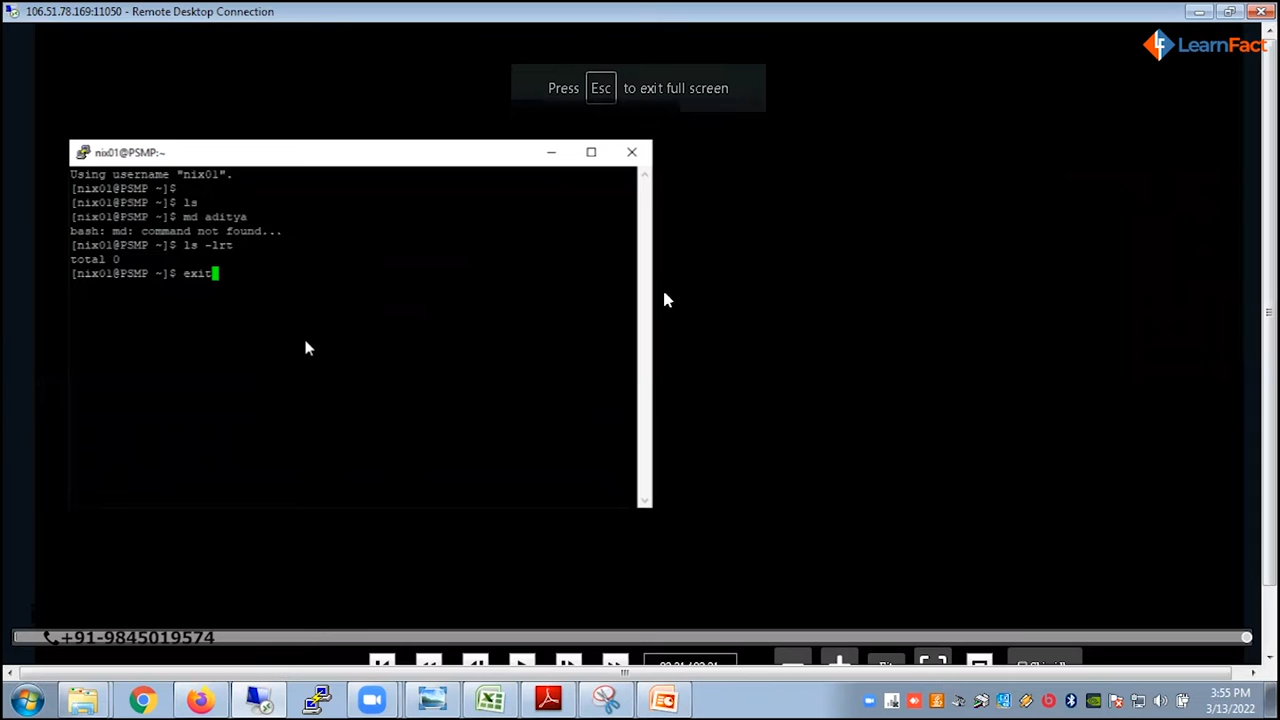 106.51.78.169:11050 - Remote Desktop Connection
LearnFact
Press Esc to exit full screen
nix01@PSMP:~
Using username "nix01".
[nix01@PSMP ~]$
[nix01@PSMP ~]$ ls
[nix01@PSMP ~]$ md aditya
bash: md: command not found...
[nix01@PSMP ~]$ ls -lrt
total 0
[nix01@PSMP ~]$ exit
+91-9845019574
3:55 PM
3/13/2022